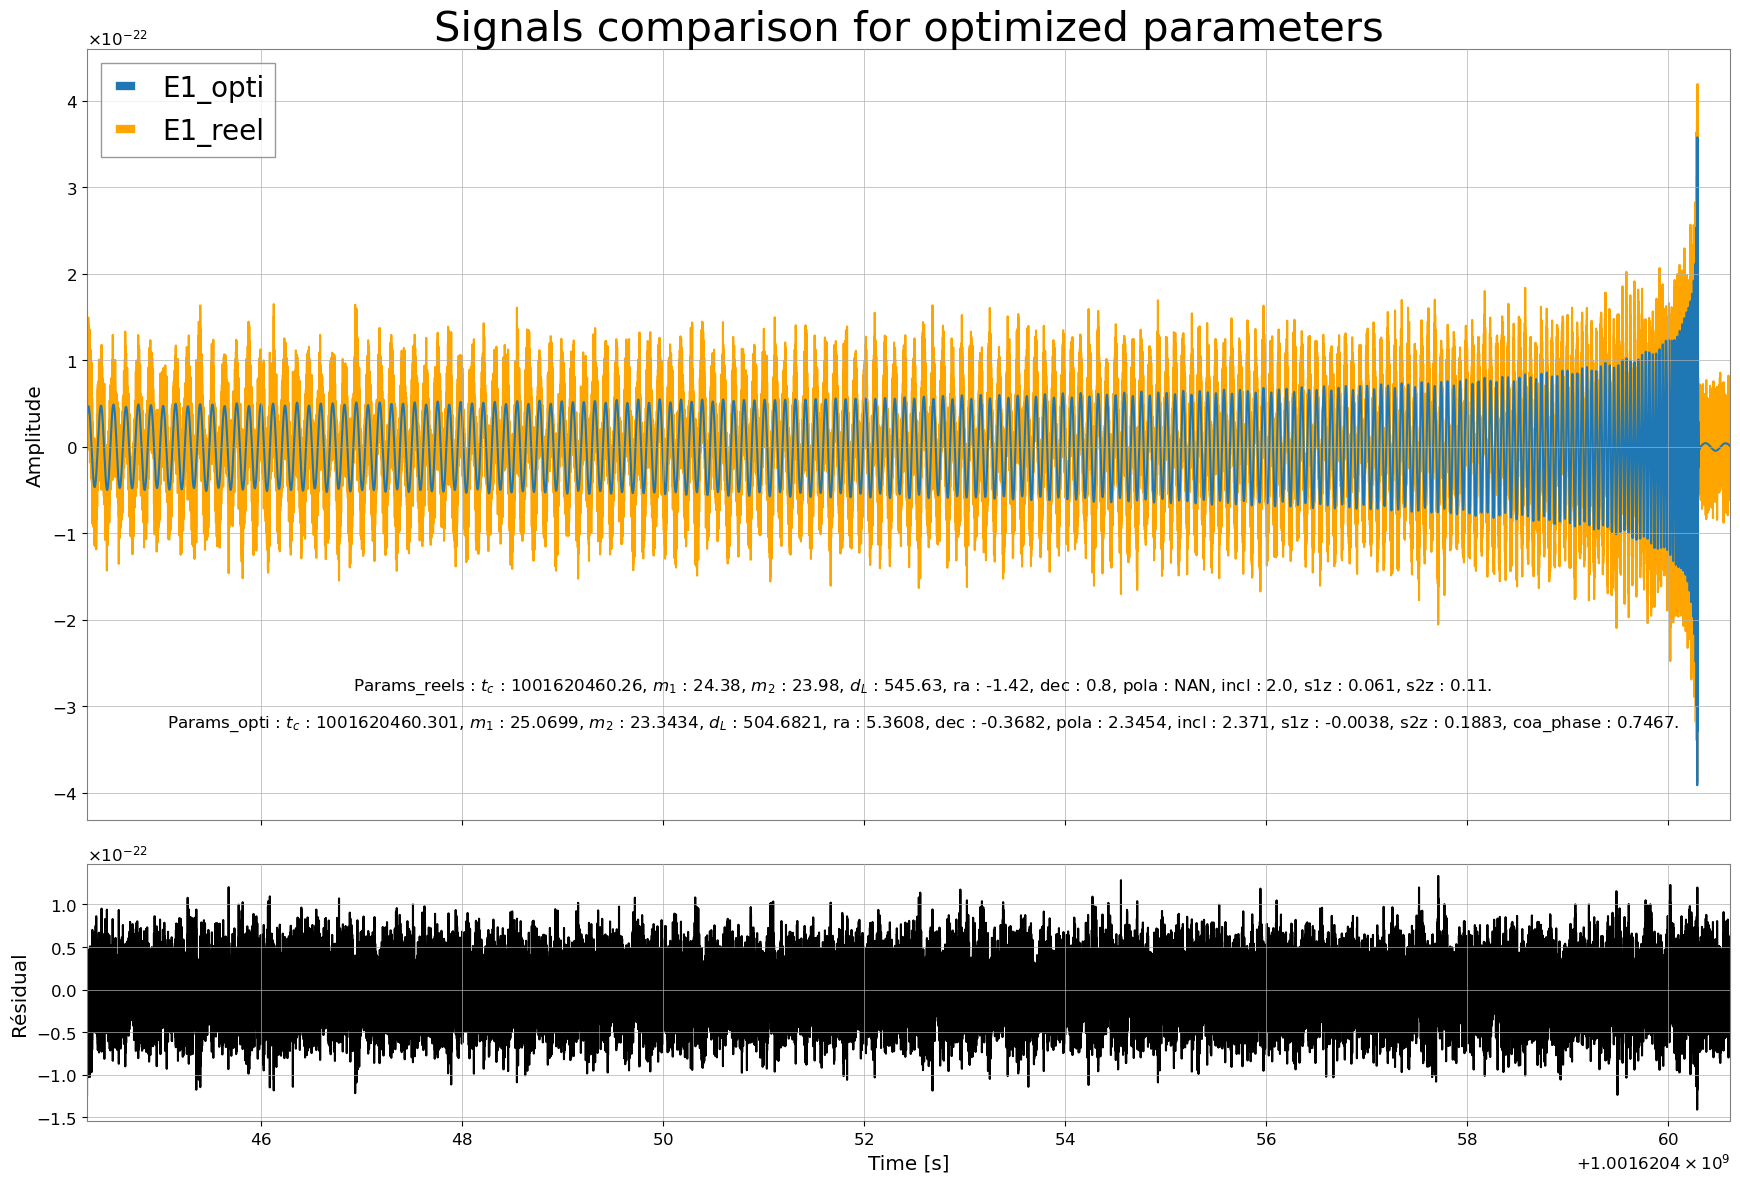 Signals comparison for optimized parameters
×10⁻²²
E1_opti
E1_reel
4
3
2
1
0
−1
−2
−3
−4
Amplitude
Params_reels : t_c : 1001620460.26, m_1 : 24.38, m_2 : 23.98, d_L : 545.63, ra : -1.42, dec : 0.8, pola : NAN, incl : 2.0, s1z : 0.061, s2z : 0.11.
Params_opti : t_c : 1001620460.301, m_1 : 25.0699, m_2 : 23.3434, d_L : 504.6821, ra : 5.3608, dec : -0.3682, pola : 2.3454, incl : 2.371, s1z : -0.0038, s2z : 0.1883, coa_phase : 0.7467.
×10⁻²²
1.0
0.5
0.0
−0.5
−1.0
−1.5
Résidual
46 48 50 52 54 56 58 60
Time [s]
+1.0016204 × 10⁹